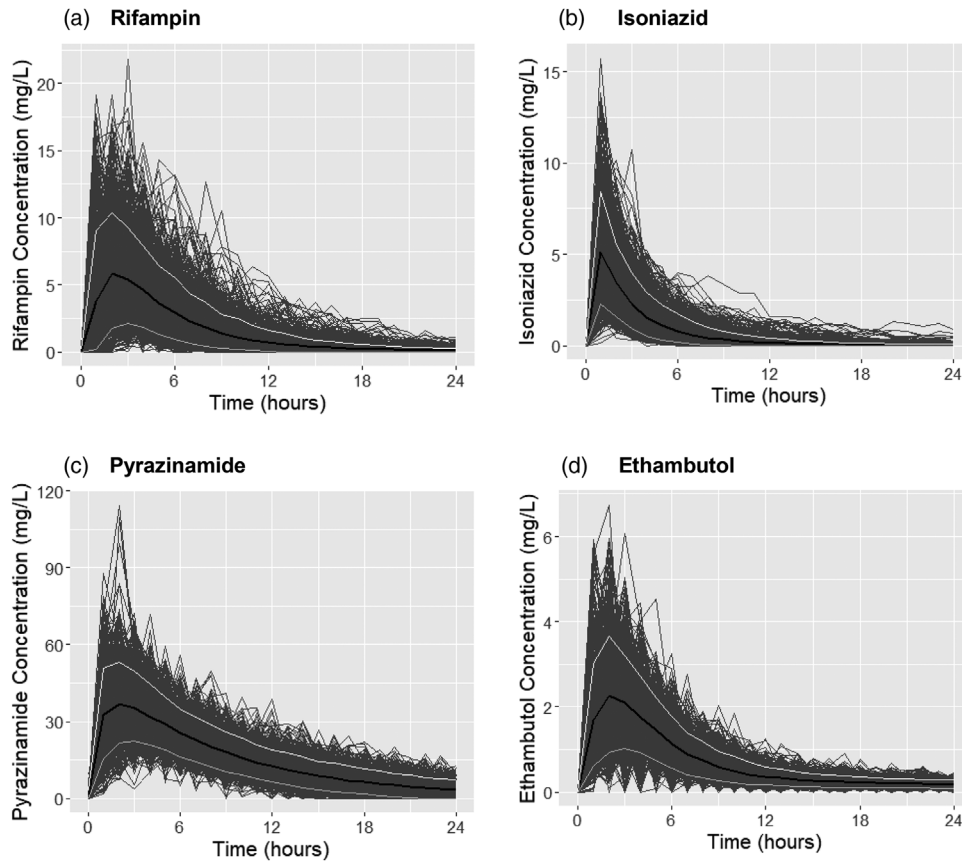 (a) Rifampin
Rifampin Concentration (mg/L)
20
15
10
5
0
0 6 12 18 24
Time (hours)
(b) Isoniazid
Isoniazid Concentration (mg/L)
15
10
5
0
0 6 12 18 24
Time (hours)
(c) Pyrazinamide
Pyrazinamide Concentration (mg/L)
120
90
60
30
0
0 6 12 18 24
Time (hours)
(d) Ethambutol
Ethambutol Concentration (mg/L)
6
4
2
0
0 6 12 18 24
Time (hours)